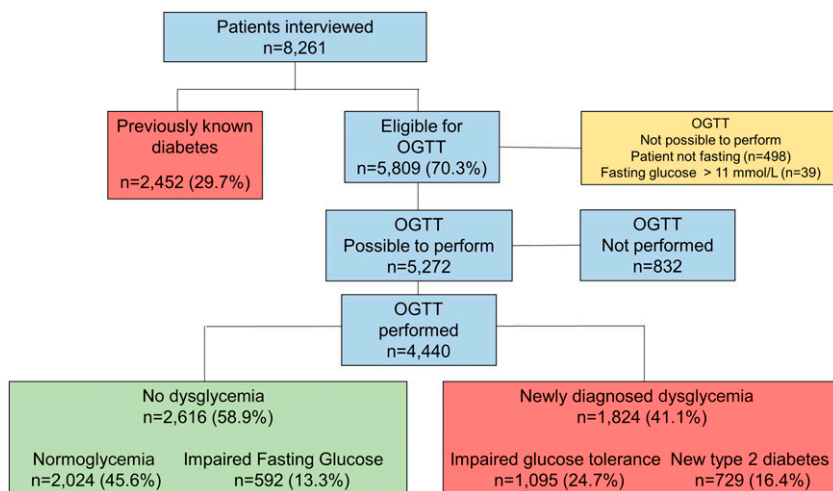 Patients interviewed
n=8,261
Previously known
diabetes
n=2,452 (29.7%)
Eligible for
OGTT
n=5,809 (70.3%)
OGTT
Not possible to perform
Patient not fasting (n=498)
Fasting glucose > 11 mmol/L (n=39)
OGTT
Possible to perform
n=5,272
OGTT
Not performed
n=832
OGTT
performed
n=4,440
No dysglycemia
n=2,616 (58.9%)
Normoglycemia
n=2,024 (45.6%)
Impaired Fasting Glucose
n=592 (13.3%)
Newly diagnosed dysglycemia
n=1,824 (41.1%)
Impaired glucose tolerance
n=1,095 (24.7%)
New type 2 diabetes
n=729 (16.4%)